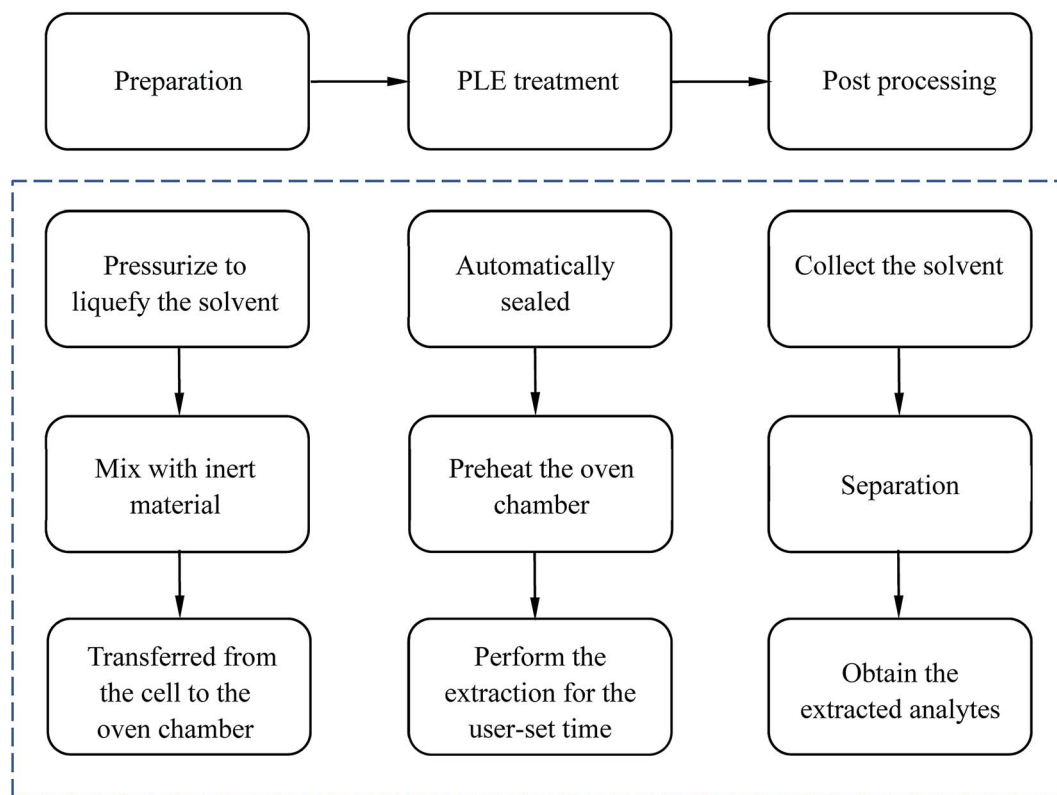 Preparation
PLE treatment
Post processing
Pressurize to
liquefy the solvent
Mix with inert
material
Transferred from
the cell to the
oven chamber
Automatically
sealed
Preheat the oven
chamber
Perform the
extraction for the
user-set time
Collect the solvent
Separation
Obtain the
extracted analytes